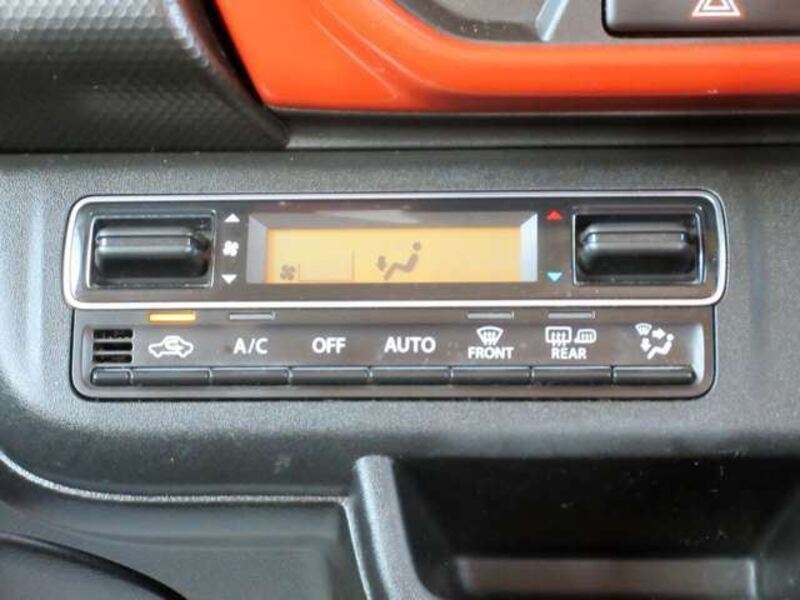 A/C OFF AUTO FRONT REAR